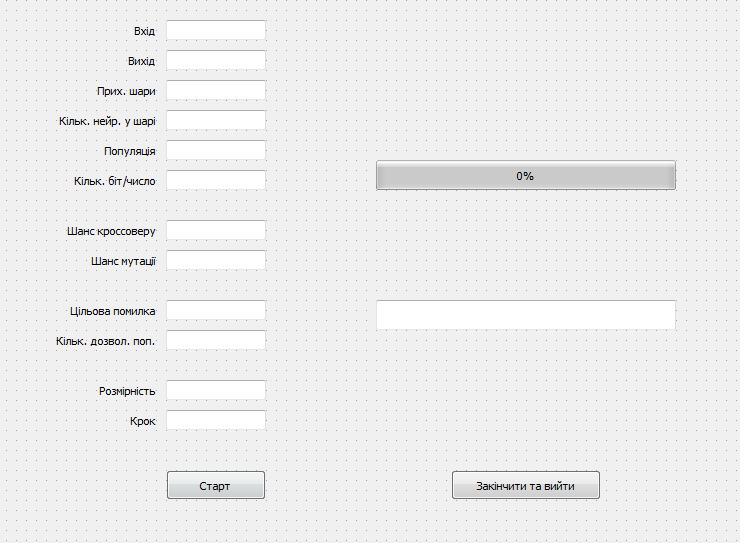 Вхід
Вихід
Прих. шари
Кільк. нейр. у шарі
Популяція
0%
Кільк. біт/число
Шанс кроссоверу
Шанс мутації
Цільова помилка
Кільк. дозвол. поп.
Розмірність
Крок
Старт
Закінчити та вийти